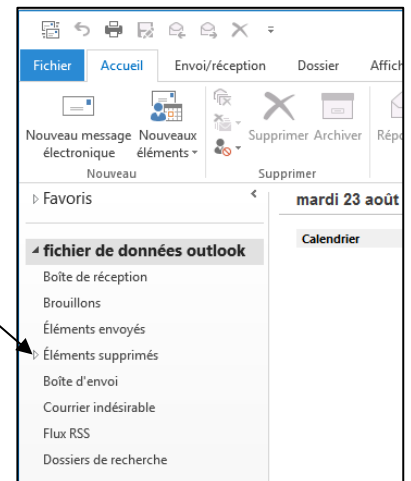 Fichier Accueil Envoi/réception Dossier Affich
Nouveau message Nouveaux Supprimer Archiver Répo
électronique éléments
Nouveau Supprimer
Favoris mardi 23 août
fichier de données outlook Calendrier
Boîte de réception
Brouillons
Éléments envoyés
Éléments supprimés
Boîte d'envoi
Courrier indésirable
Flux RSS
Dossiers de recherche